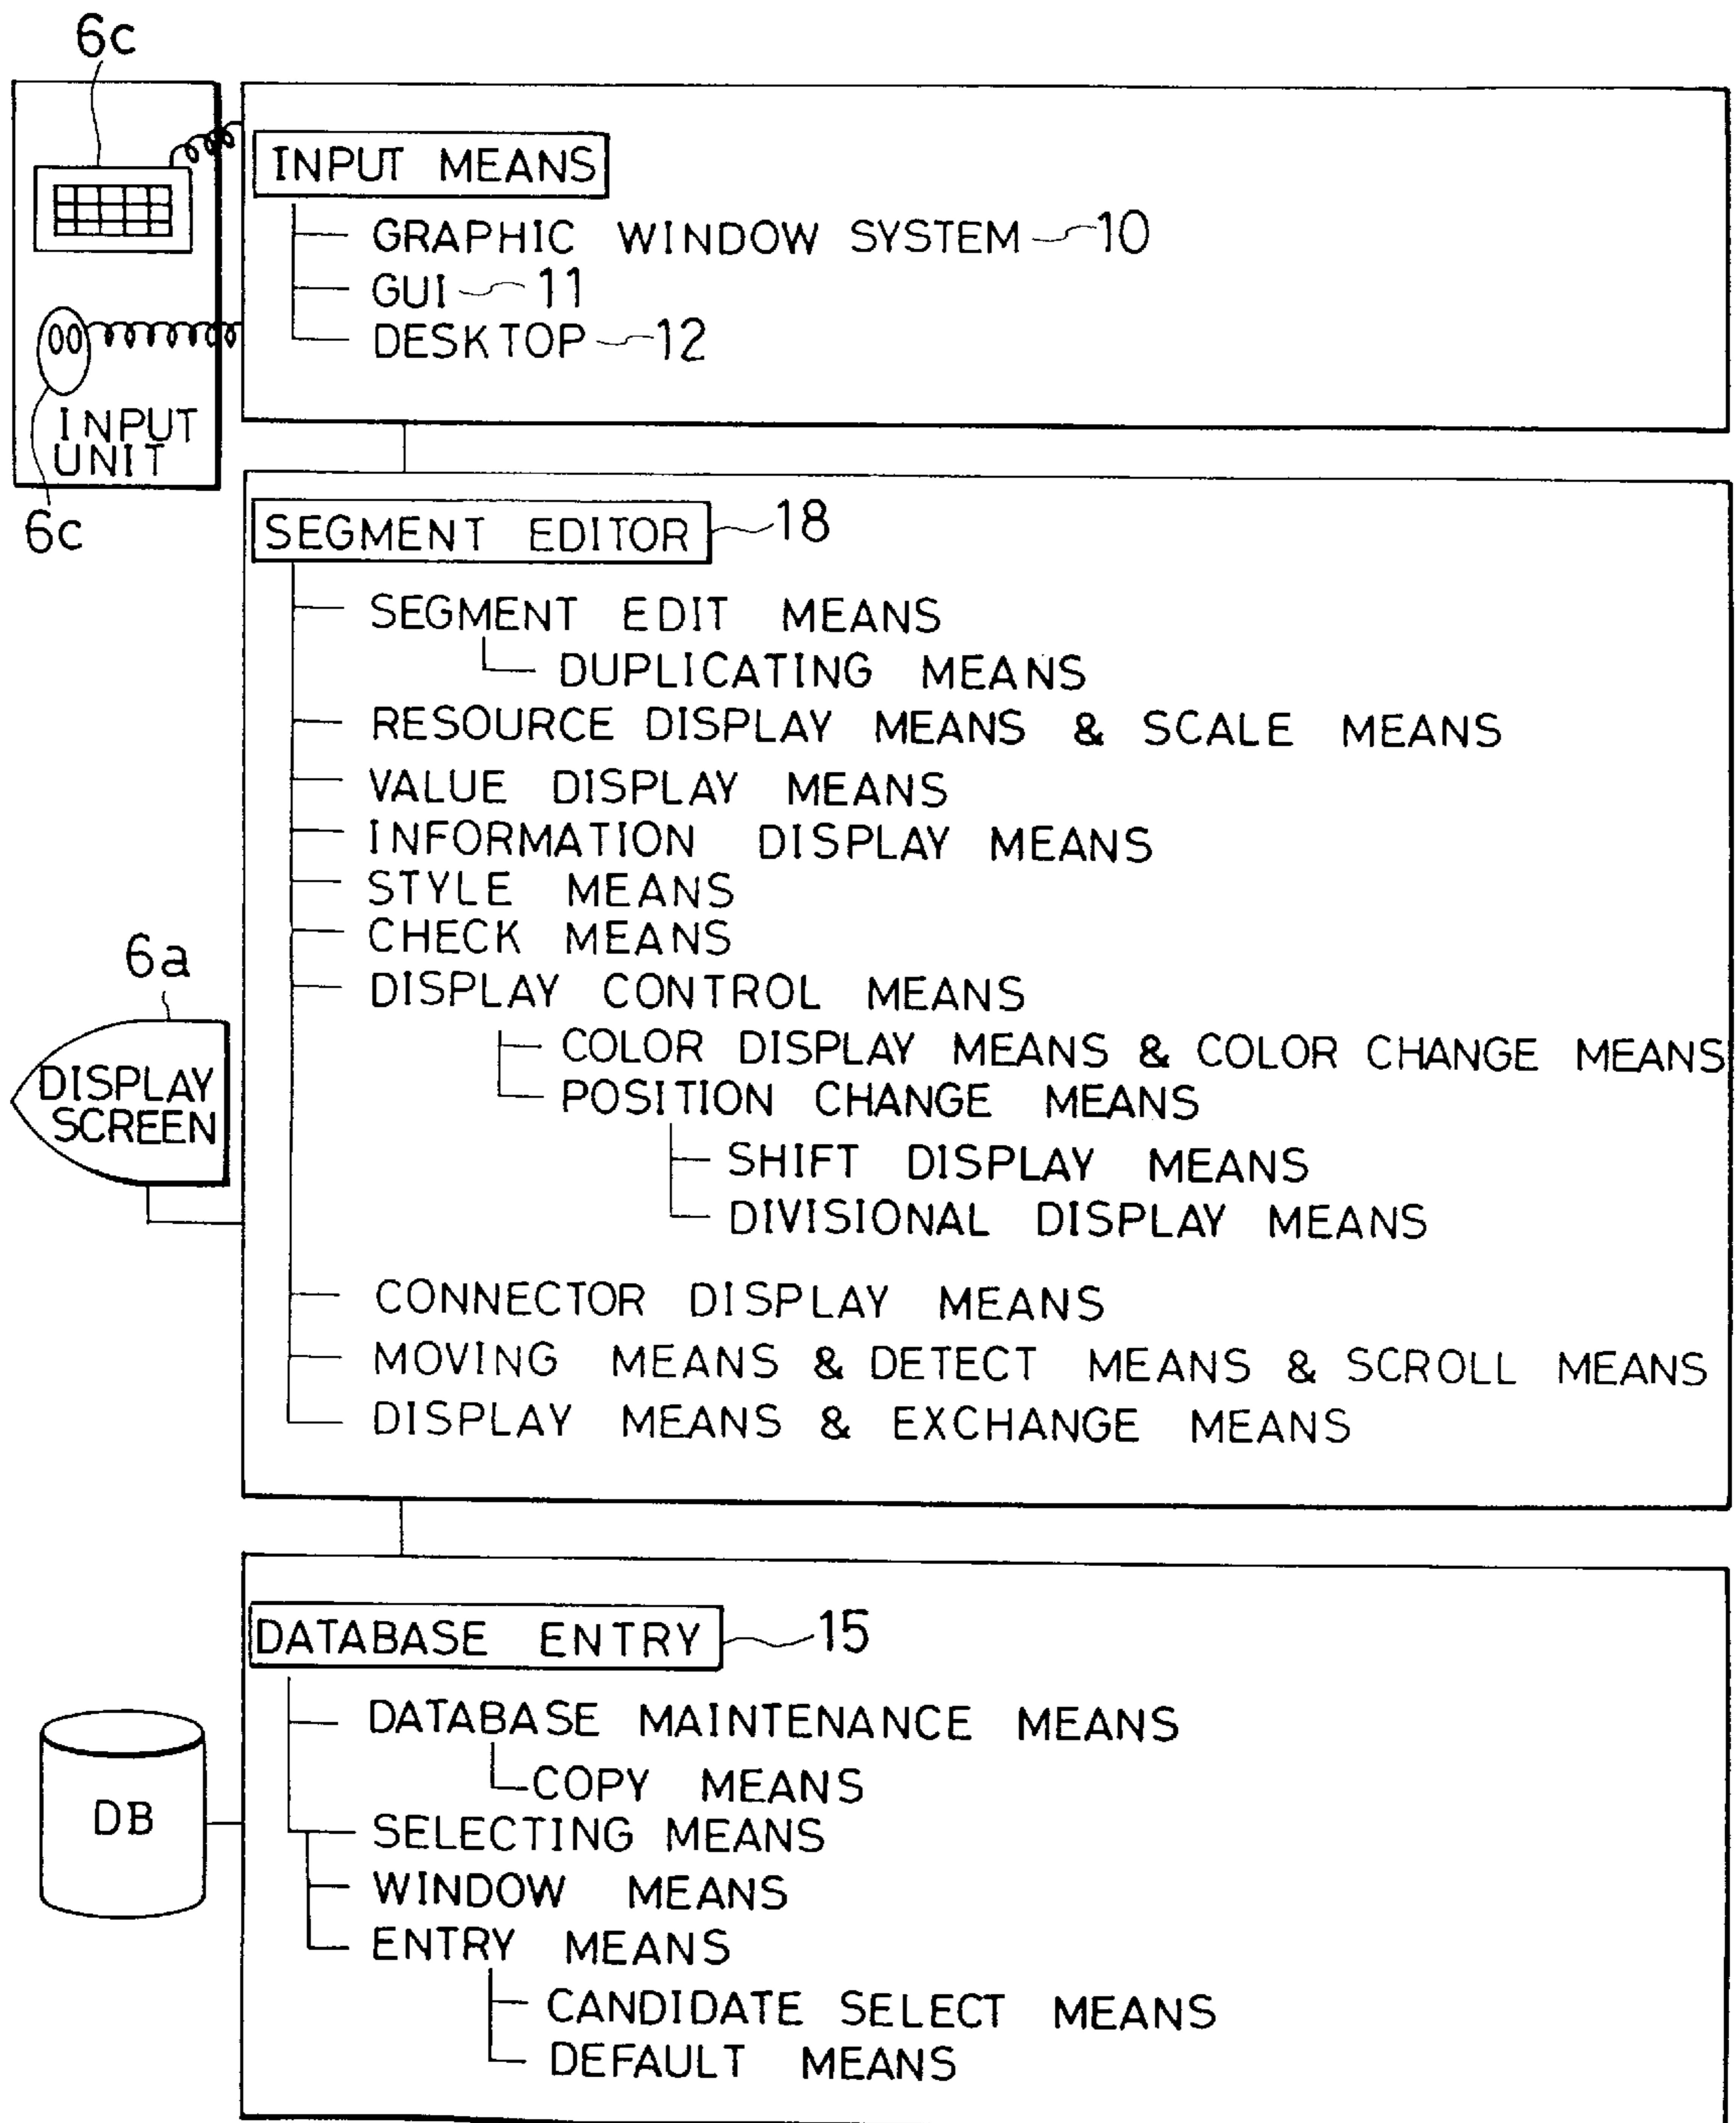 6c
INPUT MEANS
GRAPHIC WINDOW SYSTEM 10
GUI 11
DESKTOP 12
INPUT
UNIT
6c
SEGMENT EDITOR 18
SEGMENT EDIT MEANS
DUPLICATING MEANS
RESOURCE DISPLAY MEANS & SCALE MEANS
VALUE DISPLAY MEANS
INFORMATION DISPLAY MEANS
STYLE MEANS
CHECK MEANS
DISPLAY CONTROL MEANS
COLOR DISPLAY MEANS & COLOR CHANGE MEANS
POSITION CHANGE MEANS
SHIFT DISPLAY MEANS
DIVISIONAL DISPLAY MEANS
CONNECTOR DISPLAY MEANS
MOVING MEANS & DETECT MEANS & SCROLL MEANS
DISPLAY MEANS & EXCHANGE MEANS
6a
DISPLAY
SCREEN
DATABASE ENTRY 15
DATABASE MAINTENANCE MEANS
COPY MEANS
SELECTING MEANS
WINDOW MEANS
ENTRY MEANS
CANDIDATE SELECT MEANS
DEFAULT MEANS
DB